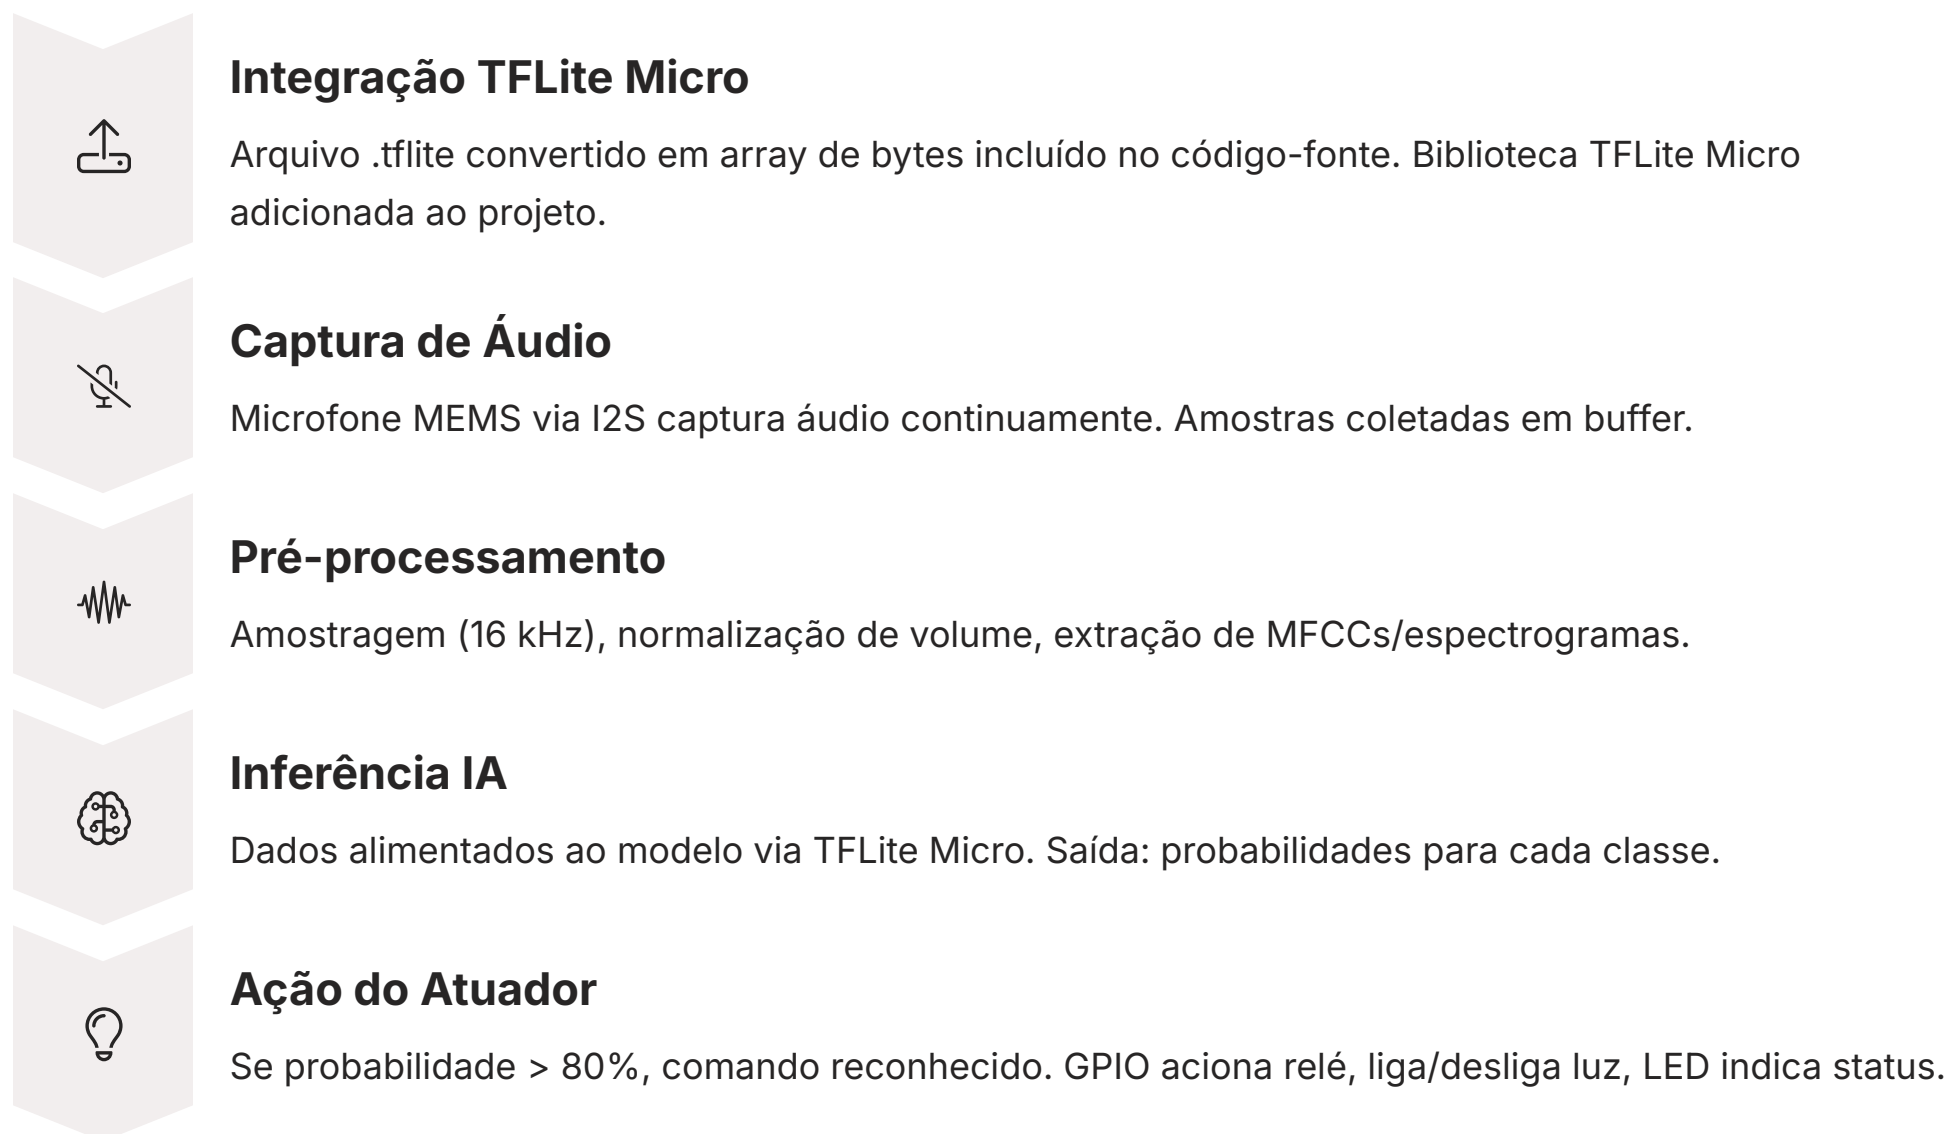 Integração TFLite Micro
Arquivo .tflite convertido em array de bytes incluído no código-fonte. Biblioteca TFLite Micro
adicionada ao projeto.
Captura de Áudio
Microfone MEMS via I2S captura áudio continuamente. Amostras coletadas em buffer.
Pré-processamento
Amostragem (16 kHz), normalização de volume, extração de MFCCs/espectrogramas.
Inferência IA
Dados alimentados ao modelo via TFLite Micro. Saída: probabilidades para cada classe.
Ação do Atuador
Se probabilidade > 80%, comando reconhecido. GPIO aciona relé, liga/desliga luz, LED indica status.